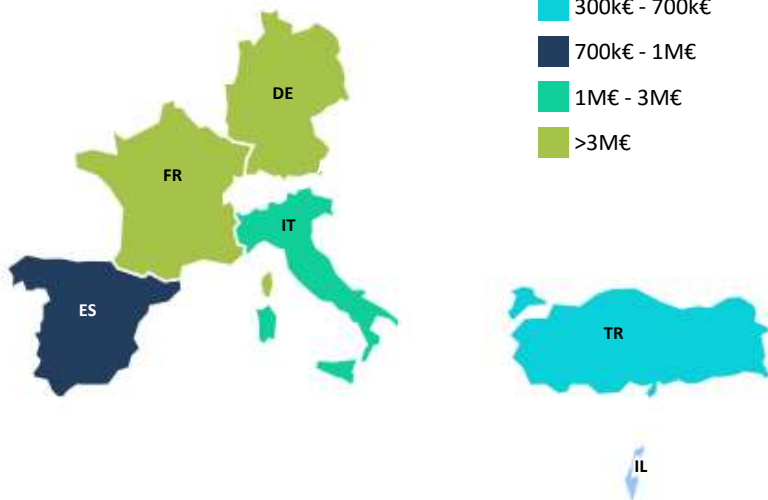 300k€ - 700k€
700k€ - 1M€
1M€ - 3M€
>3M€
DE
FR
IT
ES
TR
IL